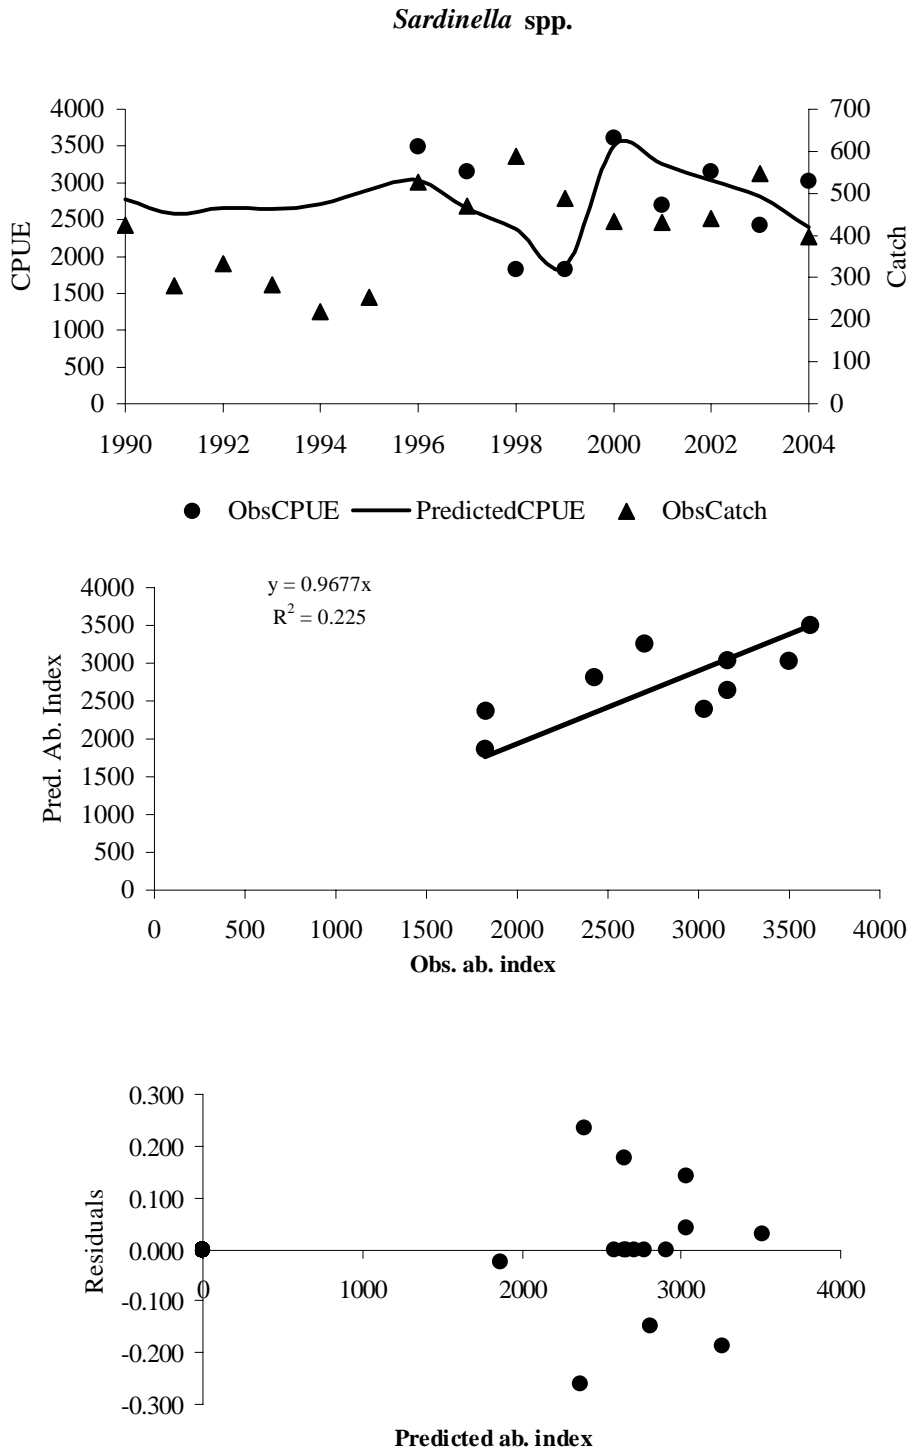 Sardinella spp.
4000 700
3500 600
3000 500
2500 400
2000 300
1500 200
1000 100
500 0
0
CPUE
Catch
1990 1992 1994 1996 1998 2000 2002 2004
ObsCPUE PredictedCPUE ObsCatch
y = 0.9677x
R² = 0.225
4000
3500
3000
2500
2000
1500
1000
500
0
Pred. Ab. Index
0 500 1000 1500 2000 2500 3000 3500 4000
Obs. ab. index
0.300
0.200
0.100
0.000
-0.100
-0.200
-0.300
Residuals
0 1000 2000 3000 4000
Predicted ab. index